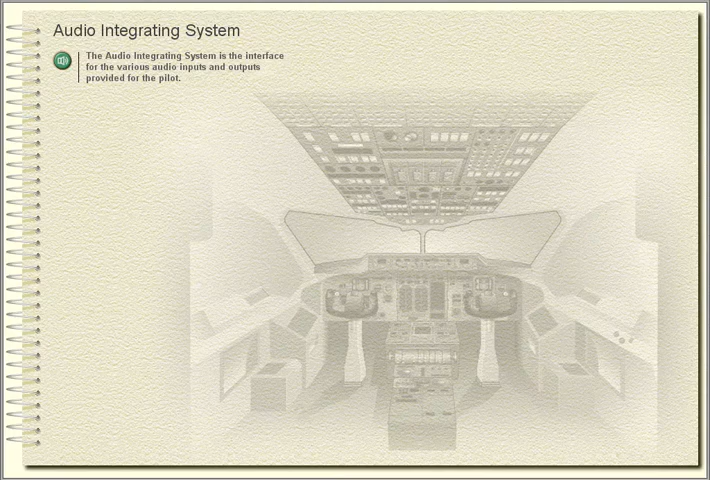 Audio Integrating System
The Audio Integrating System is the interface
for the various audio inputs and outputs
provided for the pilot.